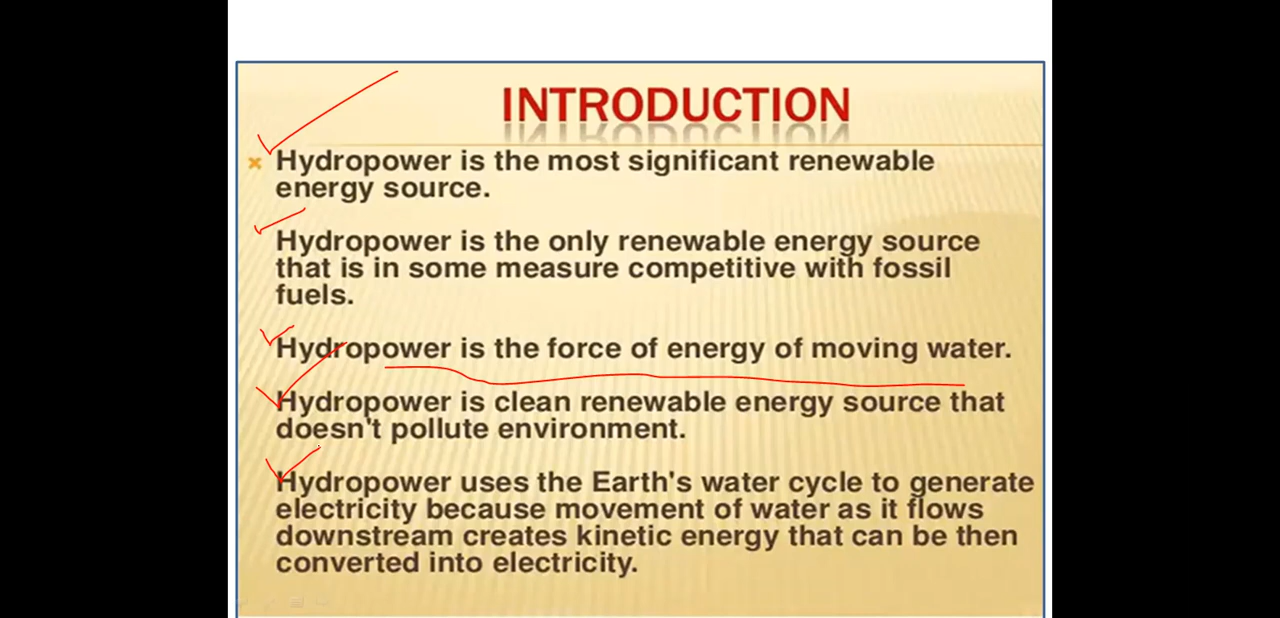 INTRODUCTION
Hydropower is the most significant renewable
energy source.
Hydropower is the only renewable energy source
that is in some measure competitive with fossil
fuels.
Hydropower is the force of energy of moving water.
Hydropower is clean renewable energy source that
doesn't pollute environment.
Hydropower uses the Earth's water cycle to generate
electricity because movement of water as it flows
downstream creates kinetic energy that can be then
converted into electricity.